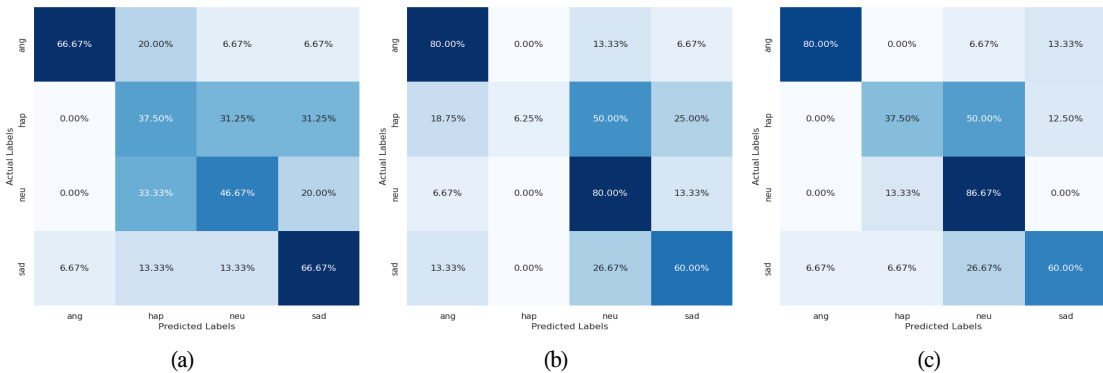 Actual Labels
ang
66.67%
20.00%
6.67%
6.67%
hap
0.00%
37.50%
31.25%
31.25%
neu
0.00%
33.33%
46.67%
20.00%
sad
6.67%
13.33%
13.33%
66.67%
ang
hap
neu
sad
Predicted Labels
(a)
Actual Labels
ang
80.00%
0.00%
13.33%
6.67%
hap
18.75%
6.25%
50.00%
25.00%
neu
6.67%
0.00%
80.00%
13.33%
sad
13.33%
0.00%
26.67%
60.00%
ang
hap
neu
sad
Predicted Labels
(b)
Actual Labels
ang
80.00%
0.00%
6.67%
13.33%
hap
0.00%
37.50%
50.00%
12.50%
neu
0.00%
13.33%
86.67%
0.00%
sad
6.67%
6.67%
26.67%
60.00%
ang
hap
neu
sad
Predicted Labels
(c)